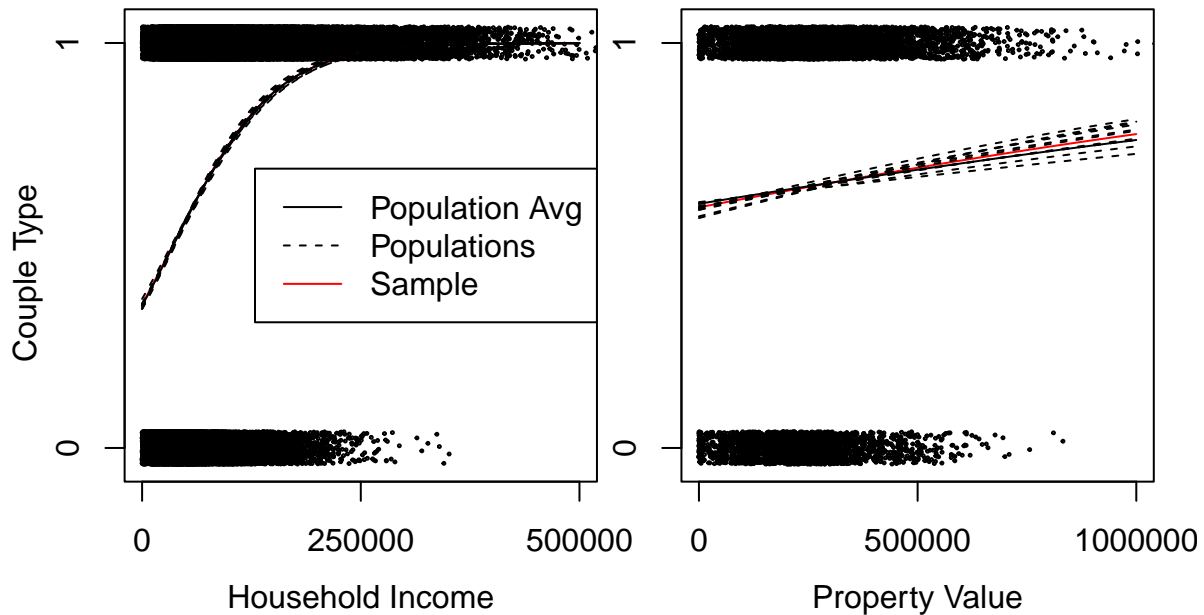 1
0
Couple Type
Population Avg
Populations
Sample
0
250000
500000
Household Income
1
0
0
500000
1000000
Property Value